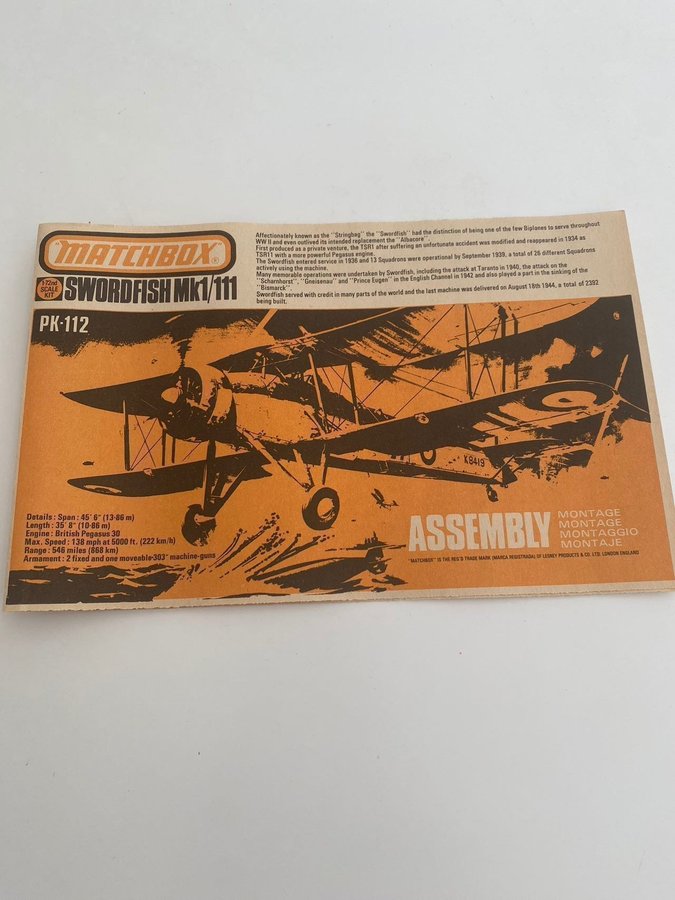 MATCHBOX®
1/72nd
SCALE
KIT
SWORDFISH Mk1/111
Affectionately known as the "Stringbag" the "Swordfish" had the distinction of being one of the few Biplanes to serve throughout
WW II and even outlived its intended replacement the "Albacore".
First produced as a private venture, the TSR1 after suffering an unfortunate accident was modified and reappeared in 1934 as
TSR11 with a more powerful Pegasus engine.
The Swordfish entered service in 1936 and 13 Squadrons were operational by September 1939, a total of 26 different Squadrons
actively using the machine.
Many memorable operations were undertaken by Swordfish, including the attack at Taranto in 1940, the attack on the
"Scharnhorst", "Gneisenau" and "Prince Eugen" in the English Channel in 1942 and also played a part in the sinking of the
"Bismarck".
Swordfish served with credit in many parts of the world and the last machine was delivered on August 18th 1944, a total of 2392
being built.
PK-112
K8419
Details : Span : 45' 6" (13·86 m)
Length : 35' 8" (10·86 m)
Engine : British Pegasus 30
Max. Speed : 138 mph at 5000 ft. (222 km/h)
Range : 546 miles (868 km)
Armament : 2 fixed and one moveable·303" machine-guns
ASSEMBLY
MONTAGE
MONTAGE
MONTAGGIO
MONTAJE
"MATCHBOX" IS THE REG'D TRADE MARK (MARCA REGISTRADA) OF LESNEY PRODUCTS & CO. LTD. LONDON ENGLAND